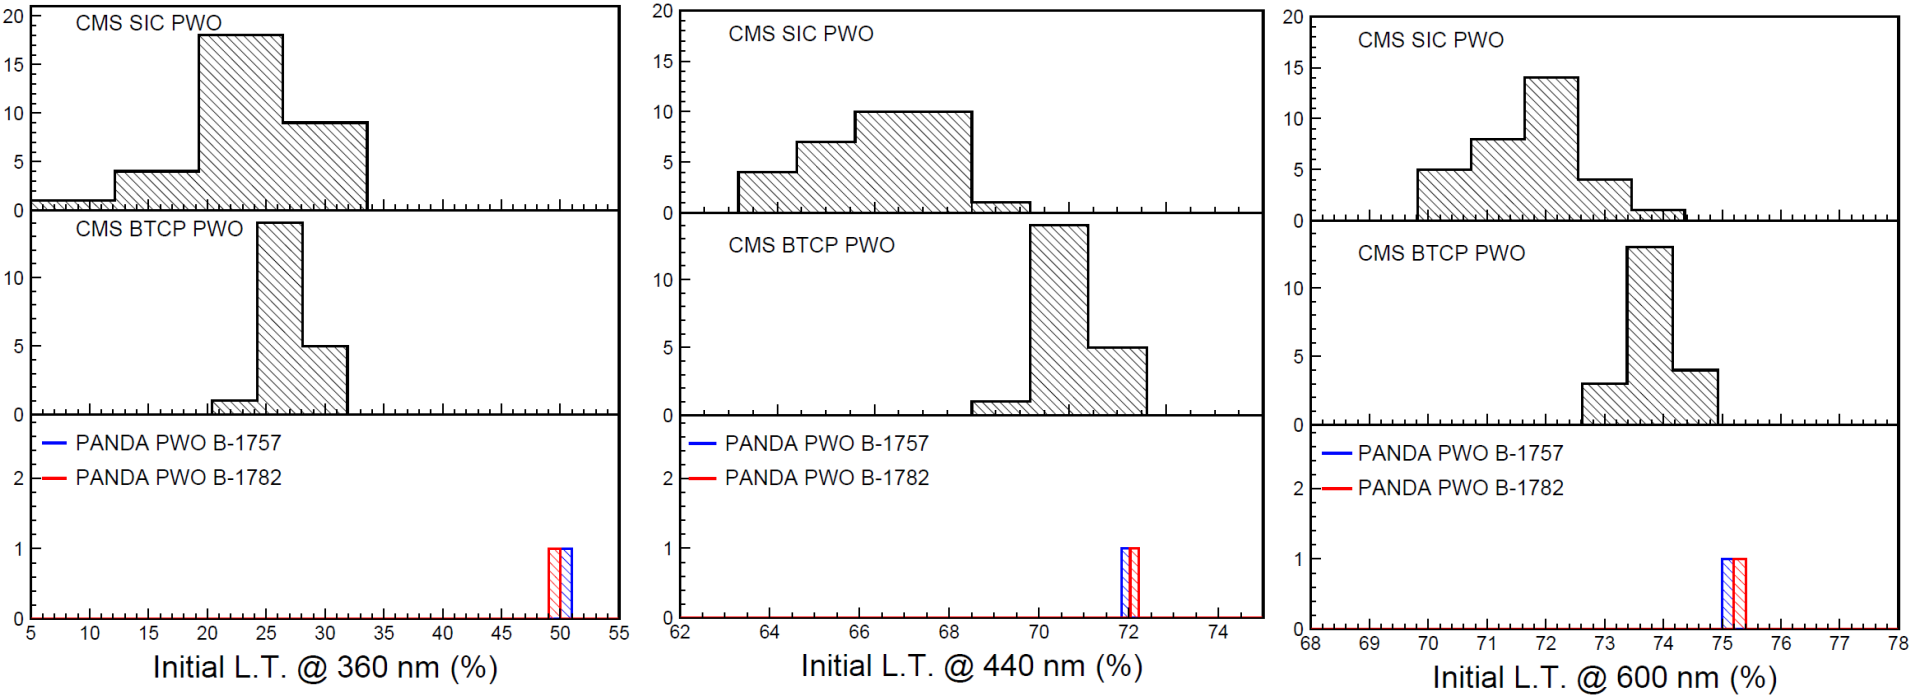 20
CMS SIC PWO
15
10
5
0
CMS BTCP PWO
10
5
0
PANDA PWO B-1757
PANDA PWO B-1782
2
1
0
5 10 15 20 25 30 35 40 45 50 55
Initial L.T. @ 360 nm (%)
20
CMS SIC PWO
15
10
5
0
CMS BTCP PWO
10
5
0
PANDA PWO B-1757
PANDA PWO B-1782
2
1
0
62 64 66 68 70 72 74
Initial L.T. @ 440 nm (%)
20
CMS SIC PWO
15
10
5
0
CMS BTCP PWO
10
5
0
PANDA PWO B-1757
PANDA PWO B-1782
2
1
0
68 69 70 71 72 73 74 75 76 77 78
Initial L.T. @ 600 nm (%)